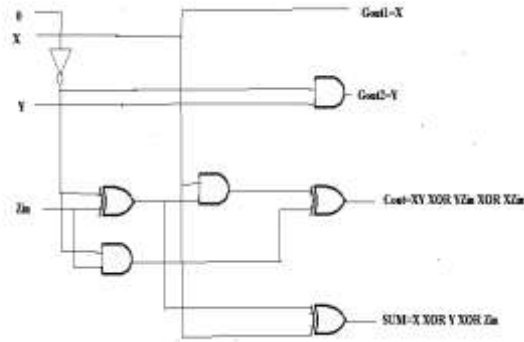 0
X
Gout1=X
Y
Gout2=Y
Zin
Cout=XY XOR YZin XOR XZin
SUM=X XOR Y XOR Zin